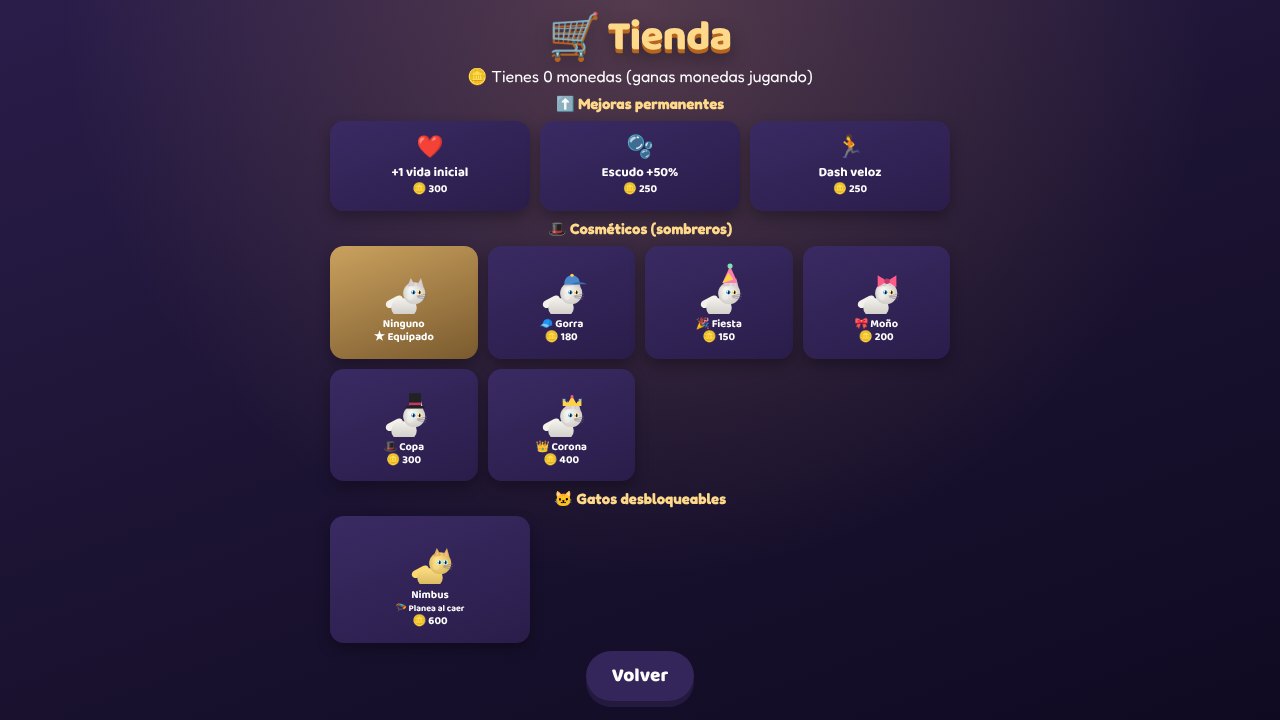 🛒 Tienda
🪙 Tienes 0 monedas (ganas monedas jugando)
⬆️ Mejoras permanentes
+1 vida inicial
🪙 300
Escudo +50%
🪙 250
Dash veloz
🪙 250
🎩 Cosméticos (sombreros)
Ninguno
★ Equipado
🧢 Gorra
🪙 180
🎉 Fiesta
🪙 150
🎀 Moño
🪙 200
🎩 Copa
🪙 300
👑 Corona
🪙 400
🐱 Gatos desbloqueables
Nimbus
🪂 Planea al caer
🪙 600
Volver